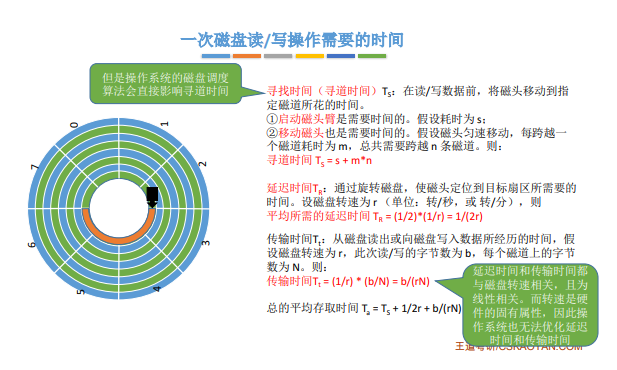 一次磁盘读/写操作需要的时间
但是操作系统的磁盘调度
算法会直接影响寻道时间
寻找时间（寻道时间）TS：在读/写数据前，将磁头移动到指
定磁道所花的时间。
①启动磁头臂是需要时间的。假设耗时为 s；
②移动磁头也是需要时间的。假设磁头匀速移动，每跨越一
个磁道耗时为 m，总共需要跨越 n 条磁道。则：
寻道时间 TS = s + m*n
延迟时间TR：通过旋转磁盘，使磁头定位到目标扇区所需要的
时间。设磁盘转速为 r （单位：转/秒，或 转/分），则
平均所需的延迟时间 TR = (1/2)*(1/r) = 1/(2r)
传输时间Tt：从磁盘读出或向磁盘写入数据所经历的时间，假
设磁盘转速为 r，此次读/写的字节数为 b，每个磁道上的字节
数为 N。则：
传输时间Tt = (1/r) * (b/N) = b/(rN)
总的平均存取时间 Ta = TS + 1/2r + b/(rN)
延迟时间和传输时间都
与磁盘转速相关，且为
线性相关。而转速是硬
件的固有属性，因此操
作系统也无法优化延迟
时间和传输时间
王道考研/CSKAOYAN.COM
0
1
2
3
4
5
6
7